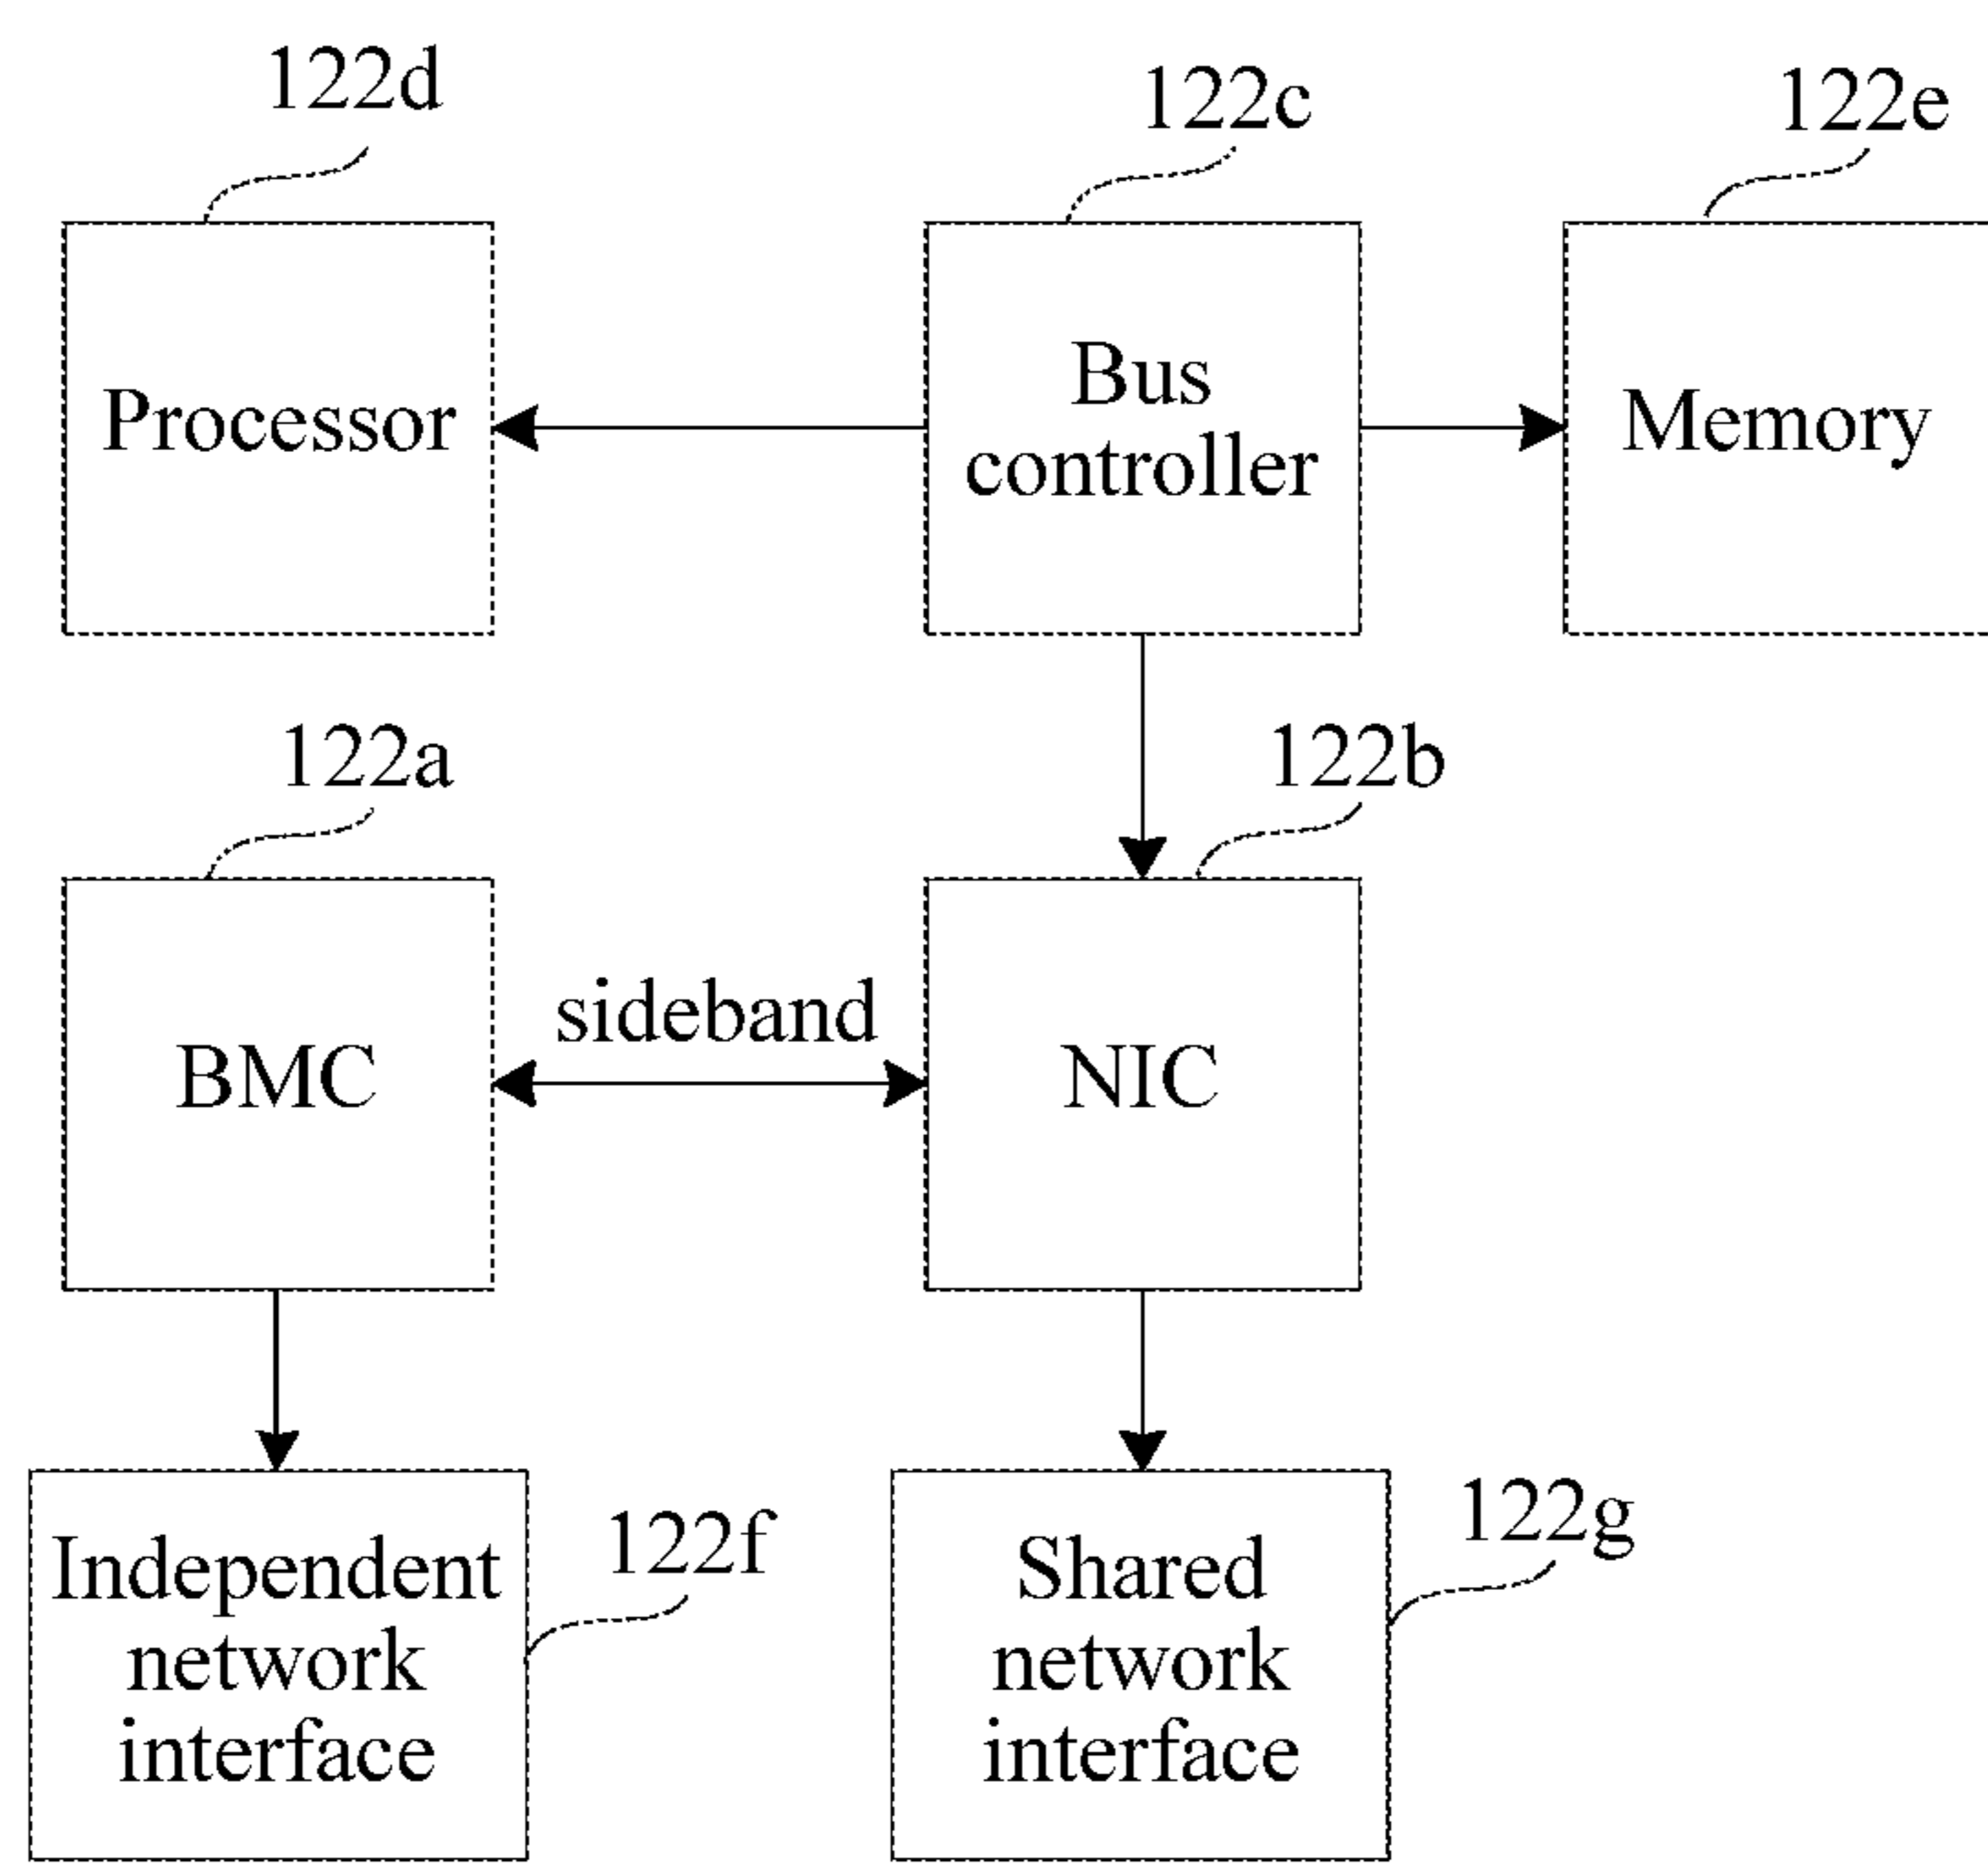 122d
122c
122e
Processor
Bus
controller
Memory
122a
122b
BMC
sideband
NIC
122f
122g
Independent
network
interface
Shared
network
interface